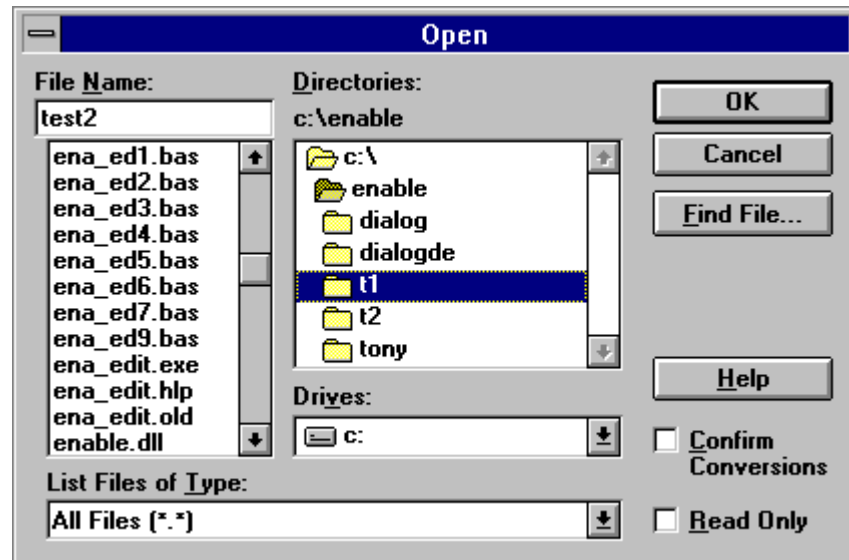 Open
File Name:
test2
ena_ed1.bas
ena_ed2.bas
ena_ed3.bas
ena_ed4.bas
ena_ed5.bas
ena_ed6.bas
ena_ed7.bas
ena_ed9.bas
ena_edit.exe
ena_edit.hlp
ena_edit.old
enable.dll
List Files of Type:
All Files (*.*)
Directories:
c:\enable
c:\
enable
dialog
dialogde
t1
t2
tony
Drives:
c:
OK
Cancel
Find File...
Help
Confirm
Conversions
Read Only